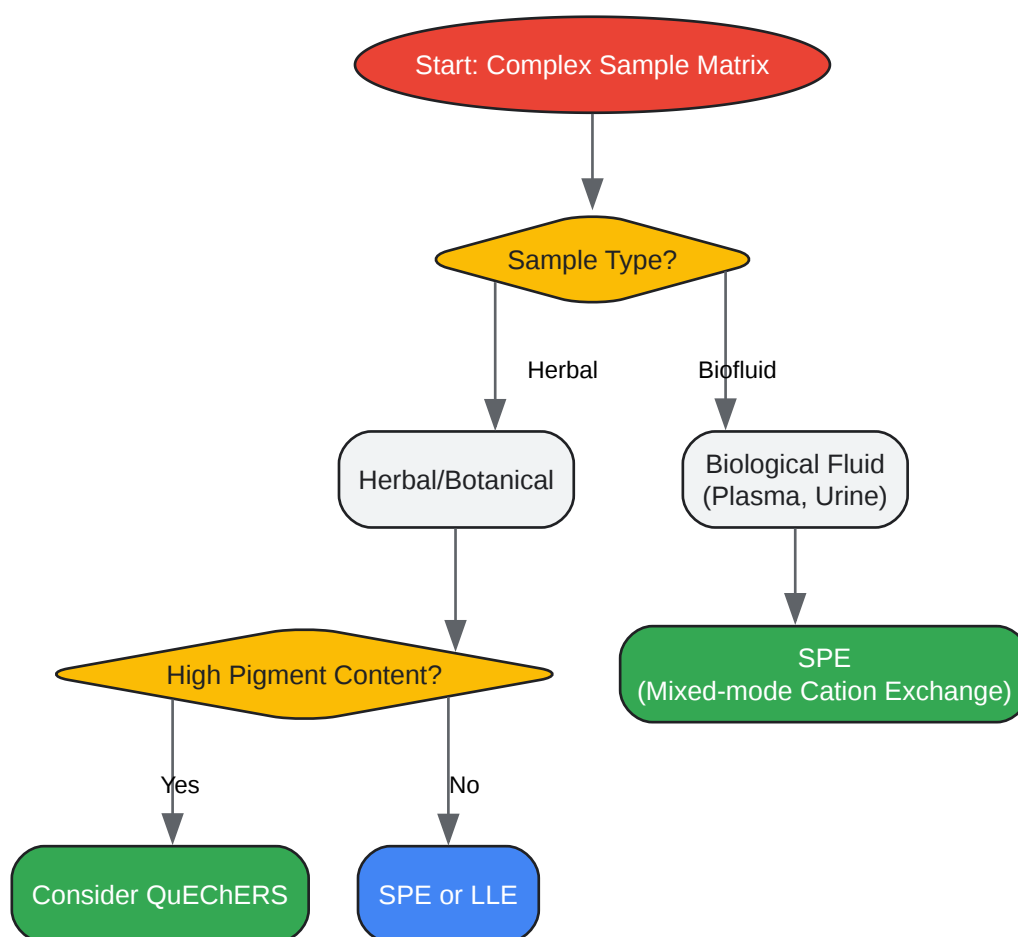 Start: Complex Sample Matrix
Sample Type?
Herbal
Biofluid
Herbal/Botanical
Biological Fluid
(Plasma, Urine)
High Pigment Content?
SPE
(Mixed-mode Cation Exchange)
Yes
No
Consider QuEChERS
SPE or LLE